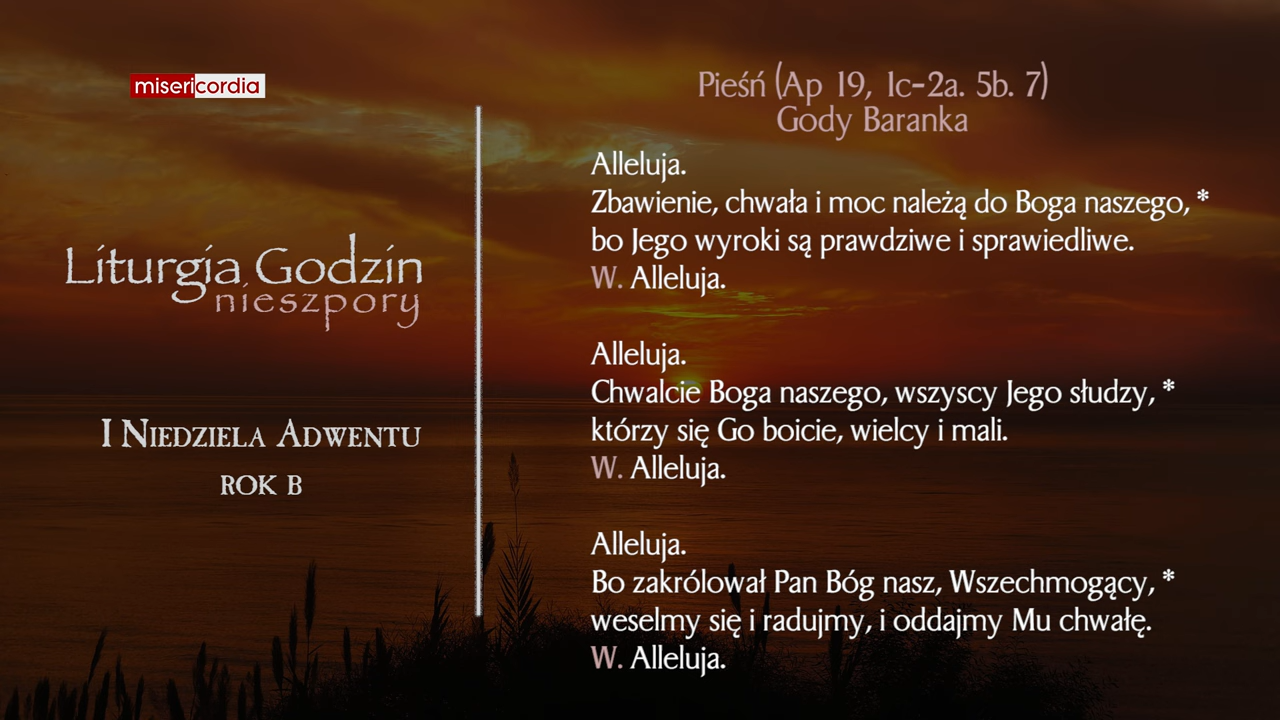 misericordia
Liturgia Godzin
nieszpory
I Niedziela Adwentu
rok B
Pieśń (Ap 19, 1c-2a. 5b. 7)
Gody Baranka
Alleluja.
Zbawienie, chwała i moc należą do Boga naszego, *
bo Jego wyroki są prawdziwe i sprawiedliwe.
W. Alleluja.
Alleluja.
Chwalcie Boga naszego, wszyscy Jego słudzy, *
którzy się Go boicie, wielcy i mali.
W. Alleluja.
Alleluja.
Bo zakrólował Pan Bóg nasz, Wszechmogący, *
weselmy się i radujmy, i oddajmy Mu chwałę.
W. Alleluja.